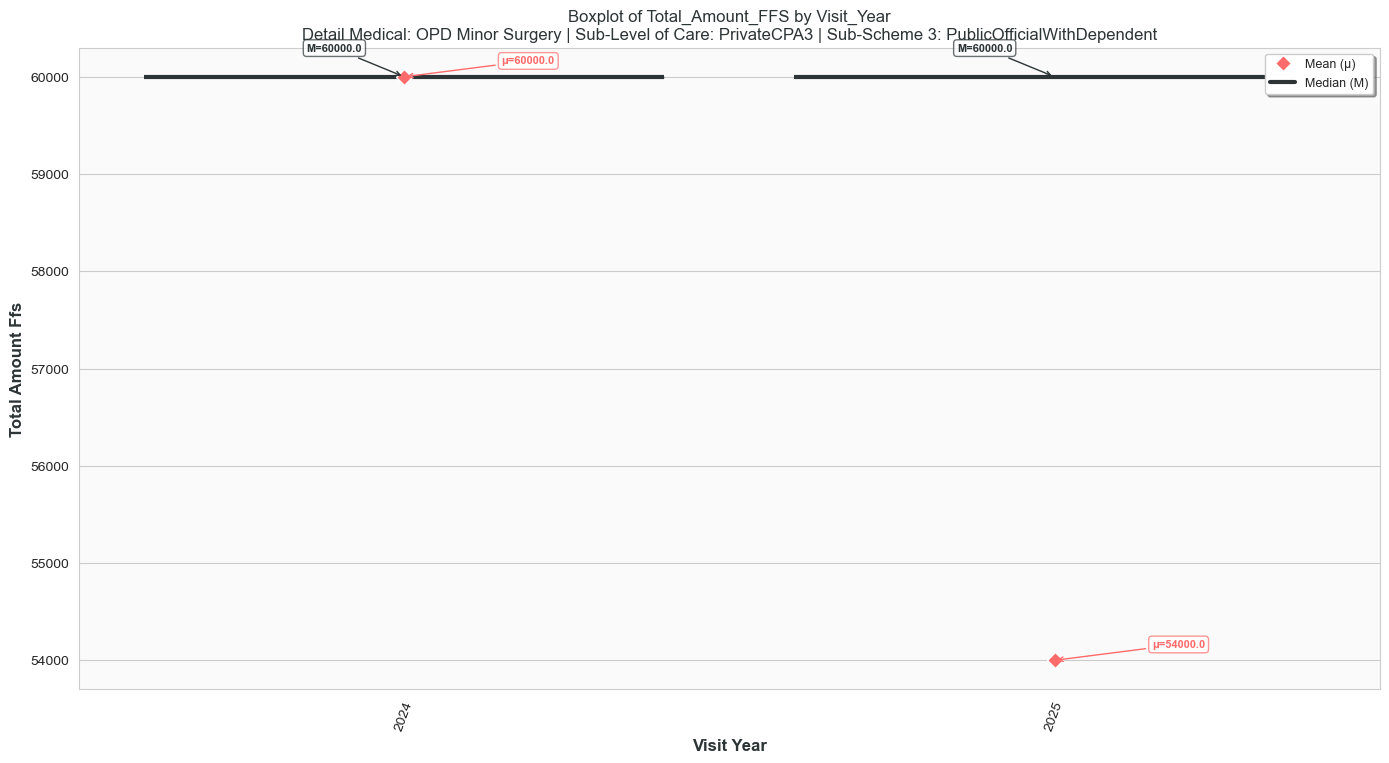 Boxplot of Total_Amount_FFS by Visit_Year
Detail Medical: OPD Minor Surgery | Sub-Level of Care: PrivateCPA3 | Sub-Scheme 3: PublicOfficialWithDependent
M=60000.0
M=60000.0
μ=60000.0
Mean (μ)
Median (M)
60000
59000
58000
57000
56000
55000
54000
Total Amount Ffs
μ=54000.0
2024
2025
Visit Year